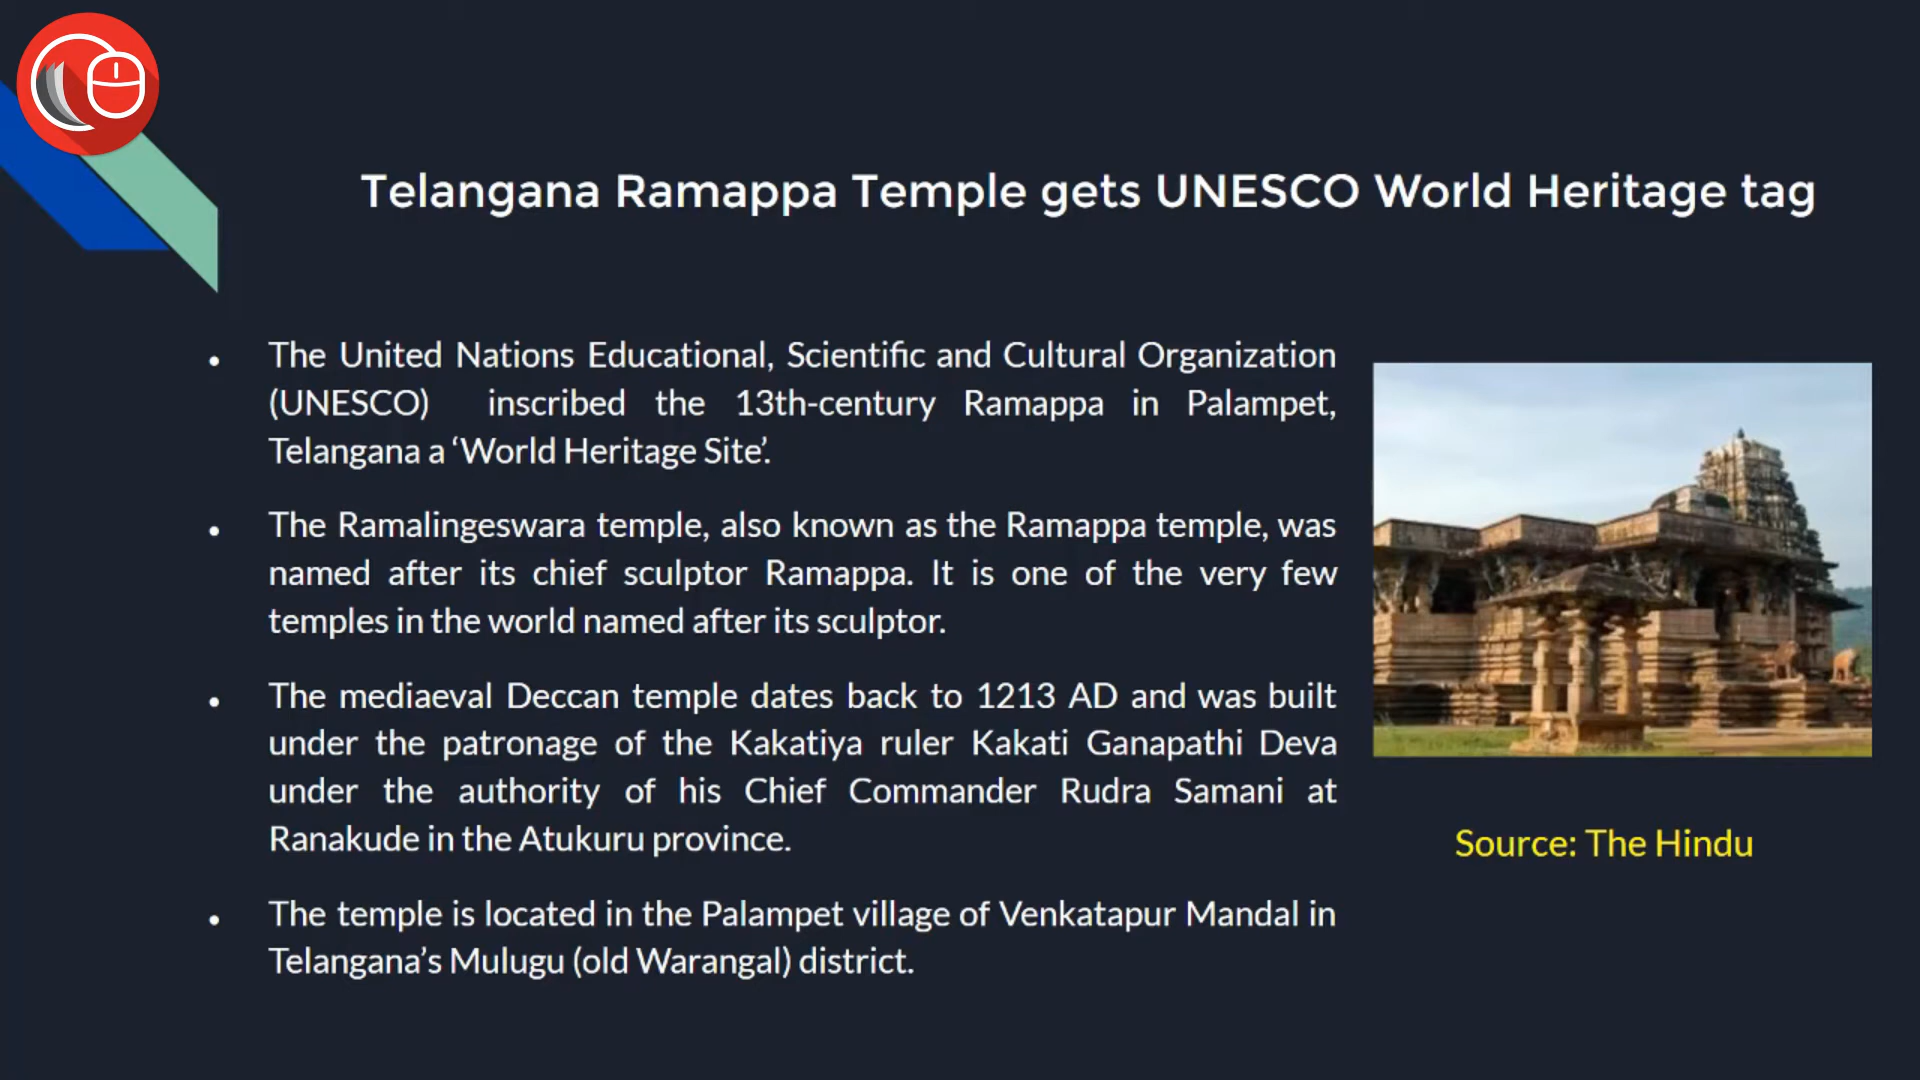 Telangana Ramappa Temple gets UNESCO World Heritage tag
• The United Nations Educational, Scientific and Cultural Organization
(UNESCO) inscribed the 13th-century Ramappa in Palampet,
Telangana a ‘World Heritage Site’.
• The Ramalingeswara temple, also known as the Ramappa temple, was
named after its chief sculptor Ramappa. It is one of the very few
temples in the world named after its sculptor.
• The mediaeval Deccan temple dates back to 1213 AD and was built
under the patronage of the Kakatiya ruler Kakati Ganapathi Deva
under the authority of his Chief Commander Rudra Samani at
Ranakude in the Atukuru province.
• The temple is located in the Palampet village of Venkatapur Mandal in
Telangana’s Mulugu (old Warangal) district.
Source: The Hindu